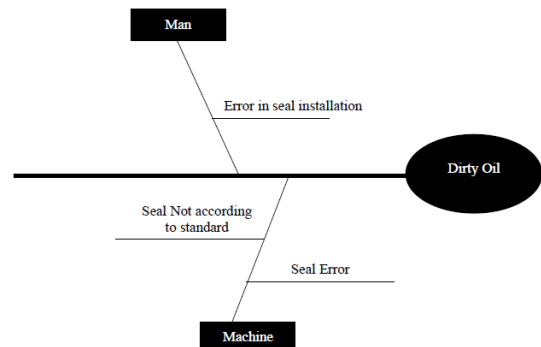 Man
Error in seal installation
Dirty Oil
Seal Not according
to standard
Seal Error
Machine